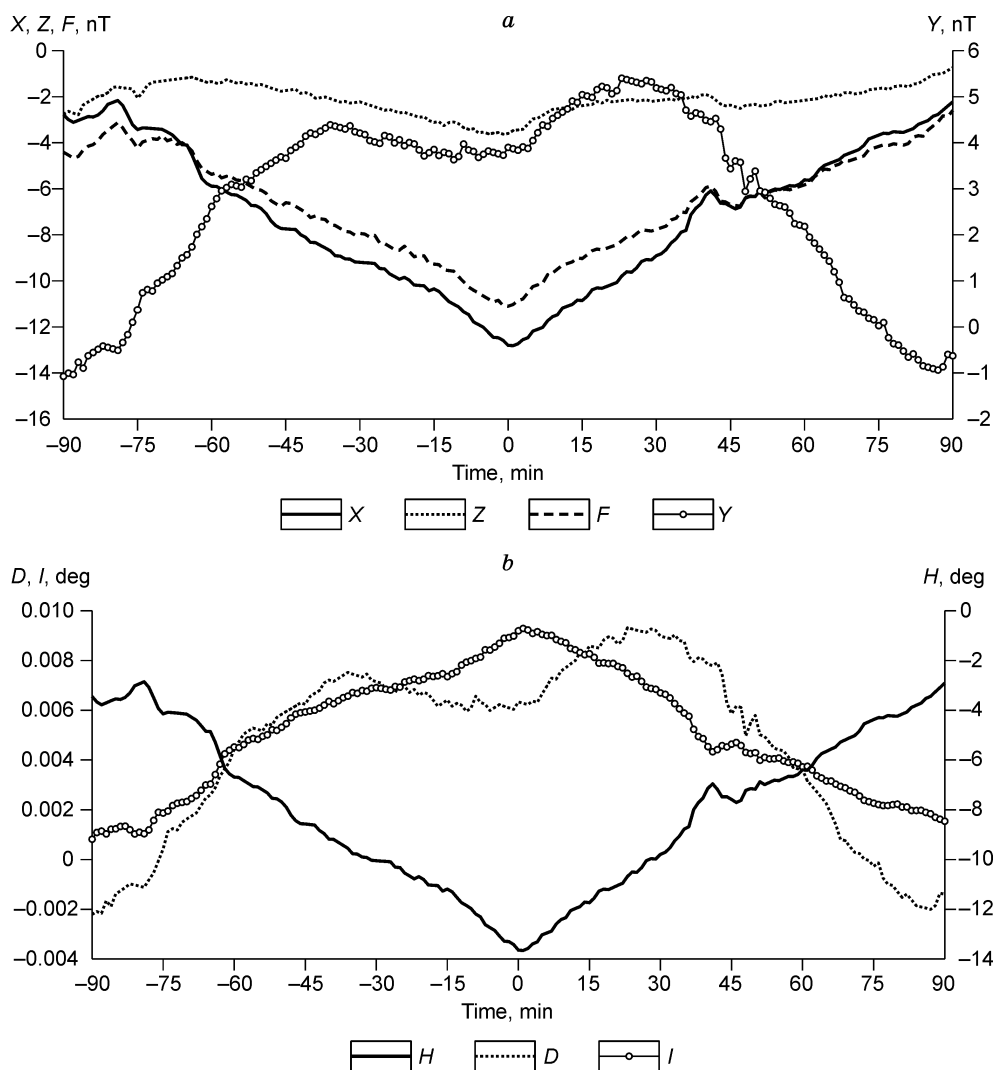 a
X, Z, F, nT Y, nT
0 6
–2 5
–4 4
–6 3
–8 2
–10 1
–12 0
–14 –1
–16 –2
–90 –75 –60 –45 –30 –15 0 15 30 45 60 75 90
Time, min
X Z F Y
b
D, I, deg H, deg
0.010 0
0.008 –2
0.006 –4
0.004 –6
0.002 –8
0 –10
–0.002 –12
–0.004 –14
–90 –75 –60 –45 –30 –15 0 15 30 45 60 75 90
Time, min
H D I